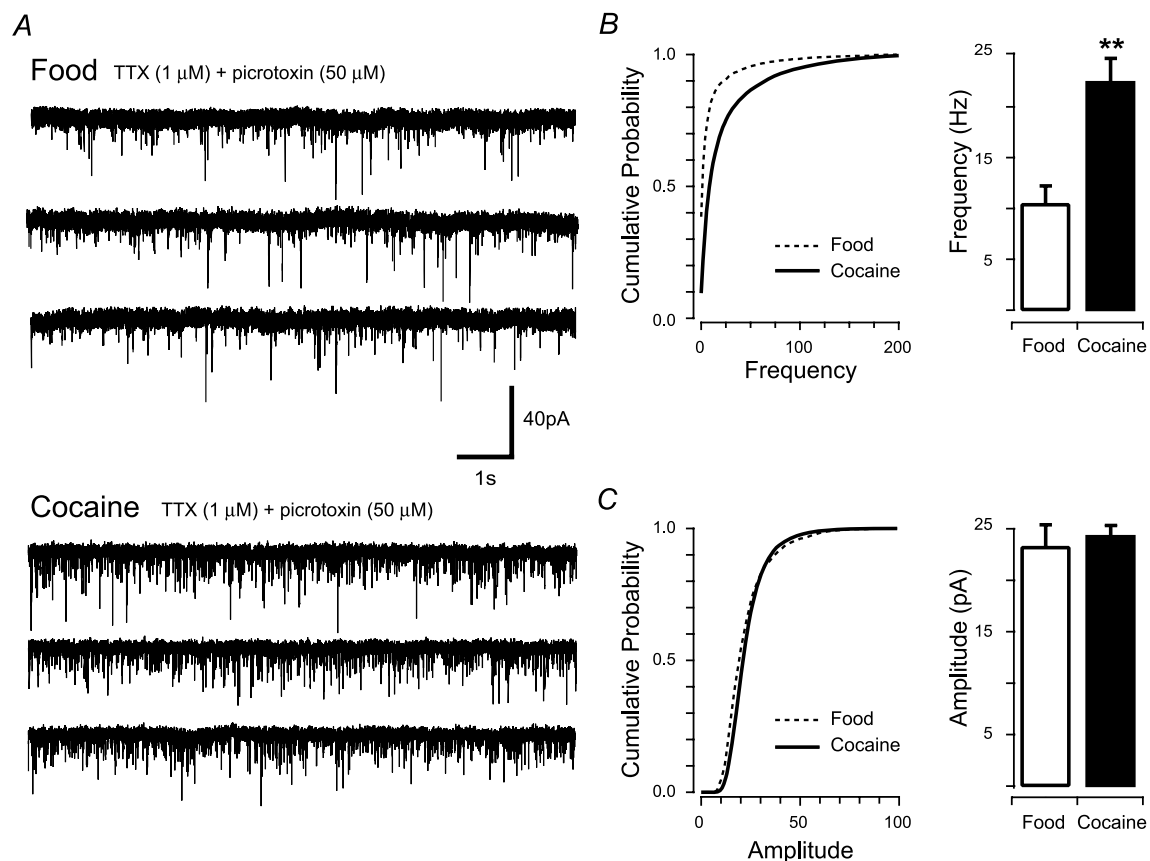 A
Food TTX (1 μM) + picrotoxin (50 μM)
40pA
1s
Cocaine TTX (1 μM) + picrotoxin (50 μM)
B
Cumulative Probability
1.0
0.5
0.0
Food
Cocaine
0 100 200
Frequency
Frequency (Hz)
25
15
5
**
Food Cocaine
C
Cumulative Probability
1.0
0.5
0.0
Food
Cocaine
0 50 100
Amplitude
Amplitude (pA)
25
15
5
Food Cocaine